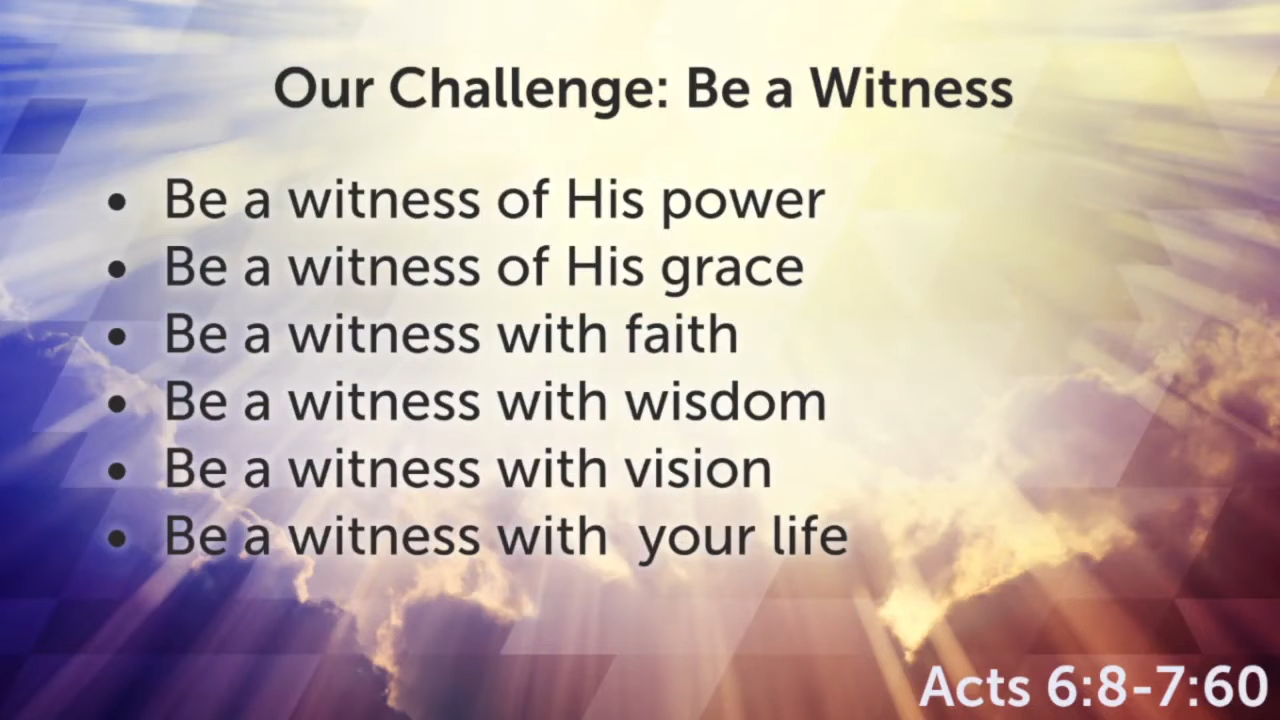 Our Challenge: Be a Witness
• Be a witness of His power
• Be a witness of His grace
• Be a witness with faith
• Be a witness with wisdom
• Be a witness with vision
• Be a witness with  your life
Acts 6:8-7:60